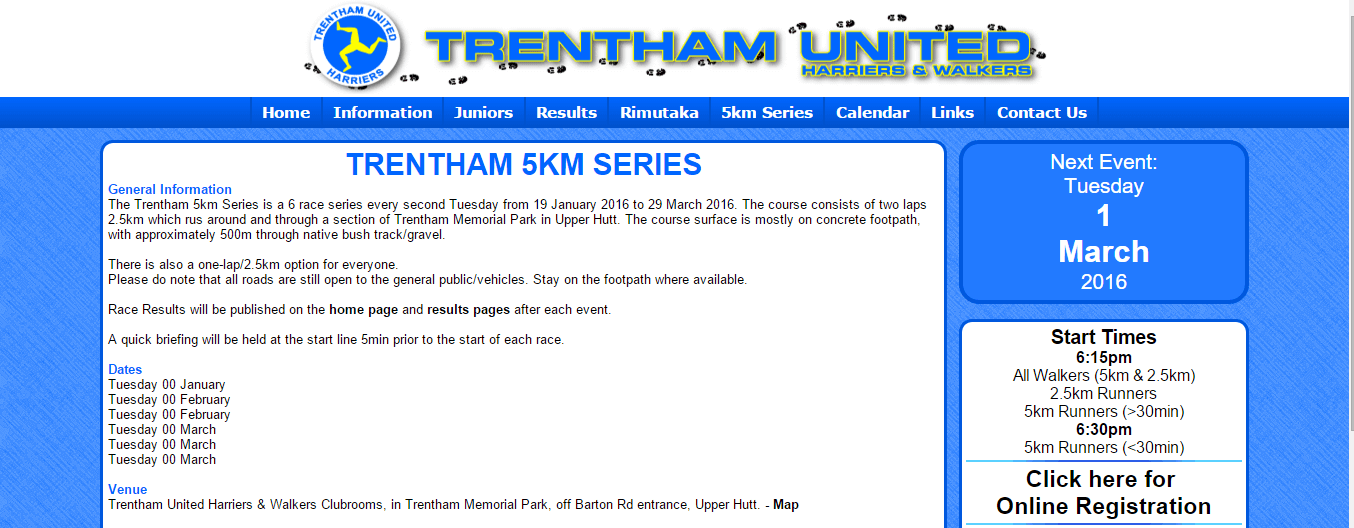 TRENTHAM UNITED
HARRIERS
TRENTHAM UNITED
HARRIERS & WALKERS
Home Information Juniors Results Rimutaka 5km Series Calendar Links Contact Us
TRENTHAM 5KM SERIES
General Information
The Trentham 5km Series is a 6 race series every second Tuesday from 19 January 2016 to 29 March 2016. The course consists of two laps
2.5km which rus around and through a section of Trentham Memorial Park in Upper Hutt. The course surface is mostly on concrete footpath,
with approximately 500m through native bush track/gravel.
There is also a one-lap/2.5km option for everyone.
Please do note that all roads are still open to the general public/vehicles. Stay on the footpath where available.
Race Results will be published on the home page and results pages after each event.
A quick briefing will be held at the start line 5min prior to the start of each race.
Dates
Tuesday 00 January
Tuesday 00 February
Tuesday 00 February
Tuesday 00 March
Tuesday 00 March
Tuesday 00 March
Venue
Trentham United Harriers & Walkers Clubrooms, in Trentham Memorial Park, off Barton Rd entrance, Upper Hutt. - Map
Next Event:
Tuesday
1
March
2016
Start Times
6:15pm
All Walkers (5km & 2.5km)
2.5km Runners
5km Runners (>30min)
6:30pm
5km Runners (<30min)
Click here for
Online Registration